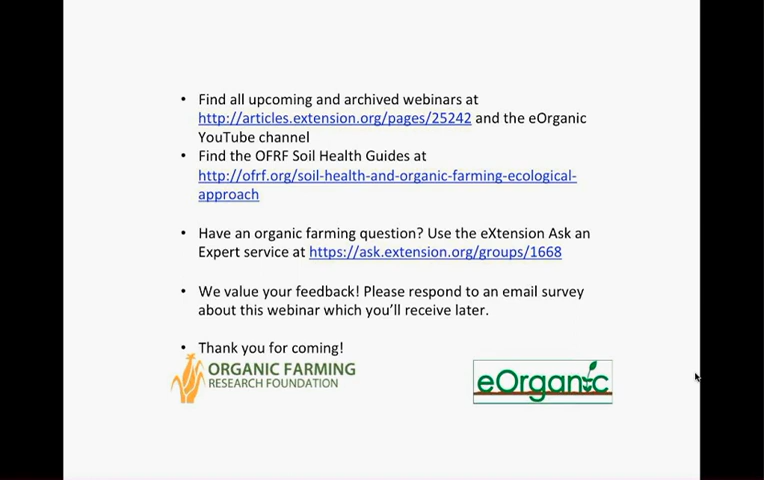 • Find all upcoming and archived webinars at
http://articles.extension.org/pages/25242 and the eOrganic
YouTube channel
• Find the OFRF Soil Health Guides at
http://ofrf.org/soil-health-and-organic-farming-ecological-
approach
• Have an organic farming question? Use the eXtension Ask an
Expert service at https://ask.extension.org/groups/1668
• We value your feedback! Please respond to an email survey
about this webinar which you’ll receive later.
• Thank you for coming!
ORGANIC FARMING
RESEARCH FOUNDATION
eOrganic